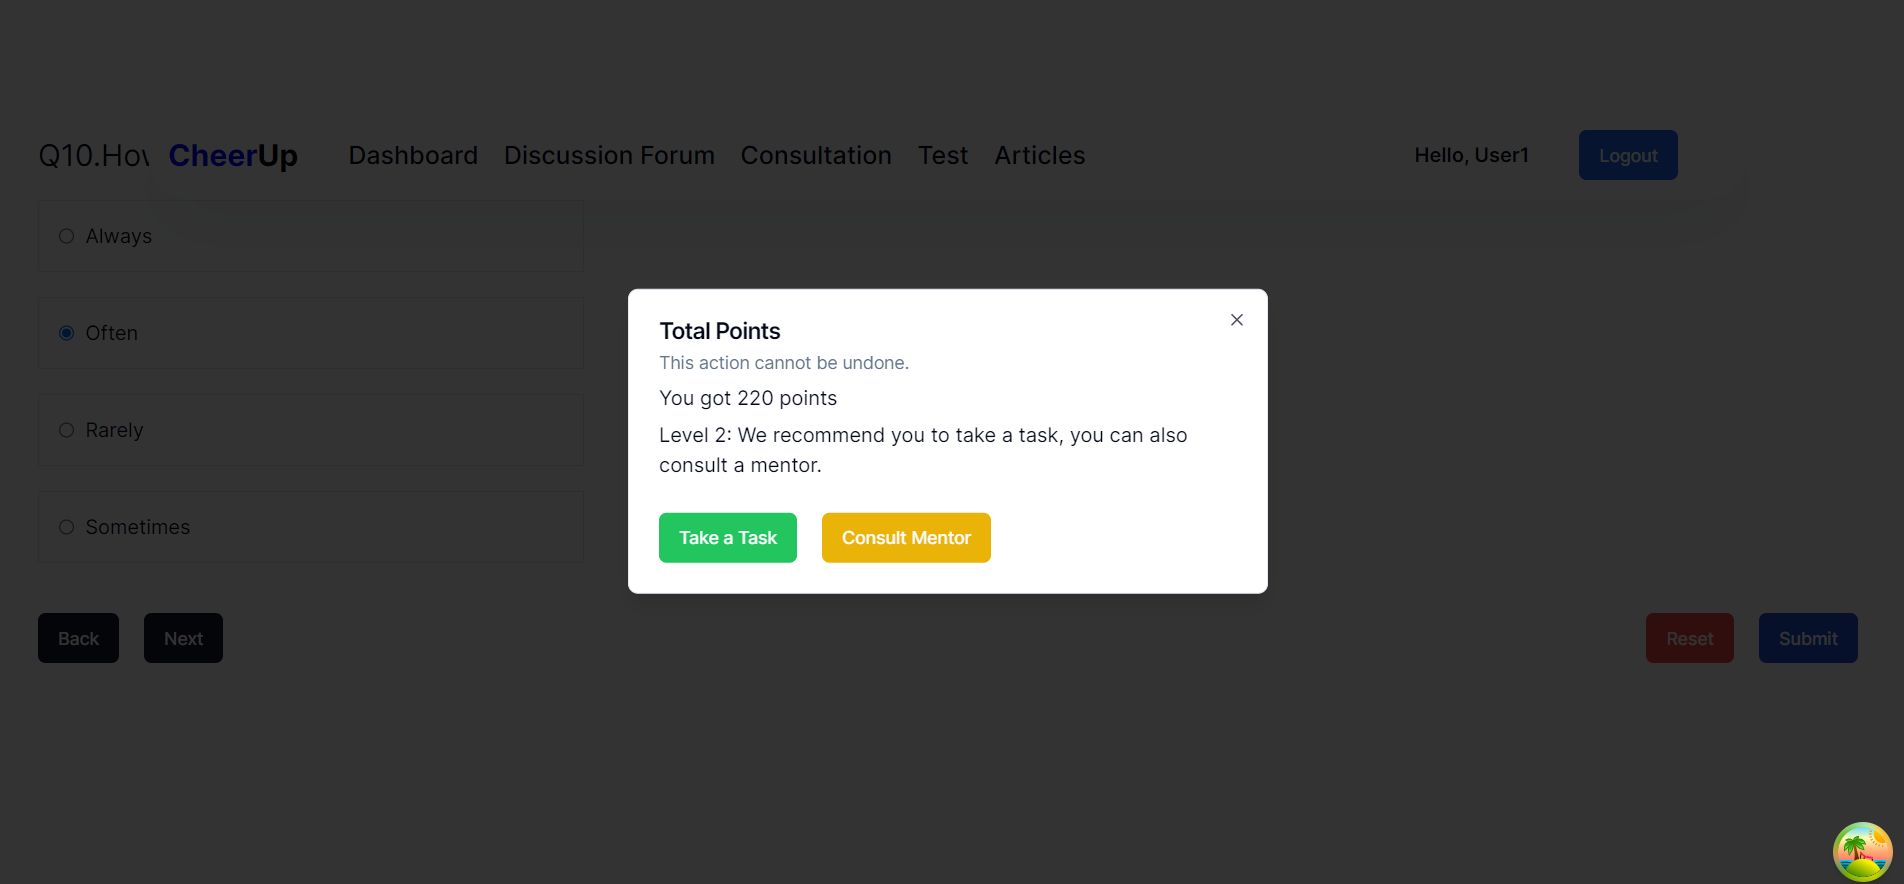 Q10.How CheerUp Dashboard Discussion Forum Consultation Test Articles Hello, User1 Logout
Always
Often
Rarely
Sometimes
Total Points
This action cannot be undone.
You got 220 points
Level 2: We recommend you to take a task, you can also
consult a mentor.
Take a Task Consult Mentor
Back Next Reset Submit